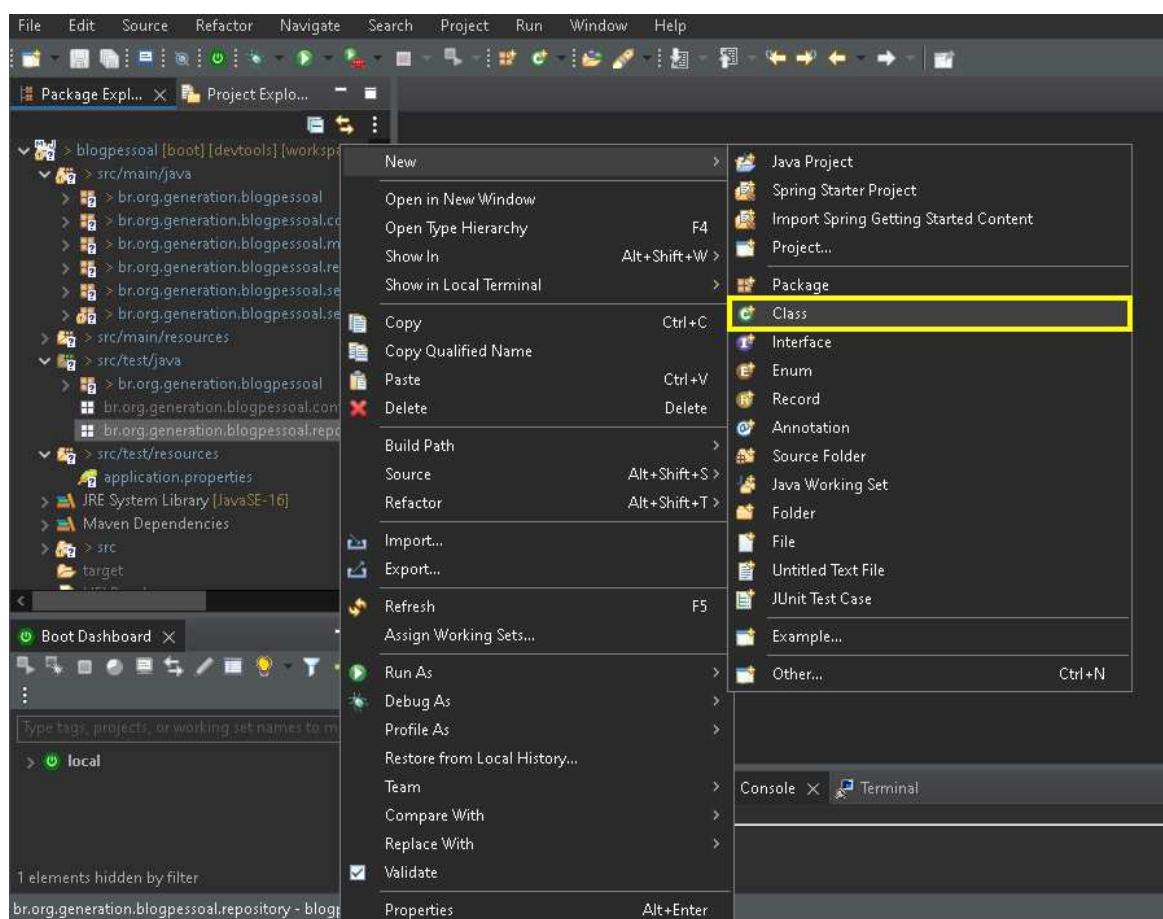 File Edit Source Refactor Navigate Search Project Run Window Help
Package Expl... Project Explo...
> blogpessoal [boot] [devtools] [workspa
> src/main/java
> br.org.generation.blogpessoal
> br.org.generation.blogpessoal.co
> br.org.generation.blogpessoal.m
> br.org.generation.blogpessoal.re
> br.org.generation.blogpessoal.se
> br.org.generation.blogpessoal.se
> src/main/resources
> src/test/java
> br.org.generation.blogpessoal
br.org.generation.blogpessoal.con
br.org.generation.blogpessoal.repo
> src/test/resources
application.properties
JRE System Library [JavaSE-16]
Maven Dependencies
> src
target
Boot Dashboard
Type tags, projects, or working set names to m
local
1 elements hidden by filter
br.org.generation.blogpessoal.repository - blogp
New
Open in New Window
Open Type Hierarchy F4
Show In Alt+Shift+W >
Show in Local Terminal
Copy Ctrl+C
Copy Qualified Name
Paste Ctrl+V
Delete Delete
Build Path
Source Alt+Shift+S >
Refactor Alt+Shift+T >
Import...
Export...
Refresh F5
Assign Working Sets...
Run As
Debug As
Profile As
Restore from Local History...
Team
Compare With
Replace With
Validate
Properties Alt+Enter
Java Project
Spring Starter Project
Import Spring Getting Started Content
Project...
Package
Class
Interface
Enum
Record
Annotation
Source Folder
Java Working Set
Folder
File
Untitled Text File
JUnit Test Case
Example...
Other... Ctrl+N
Console Terminal